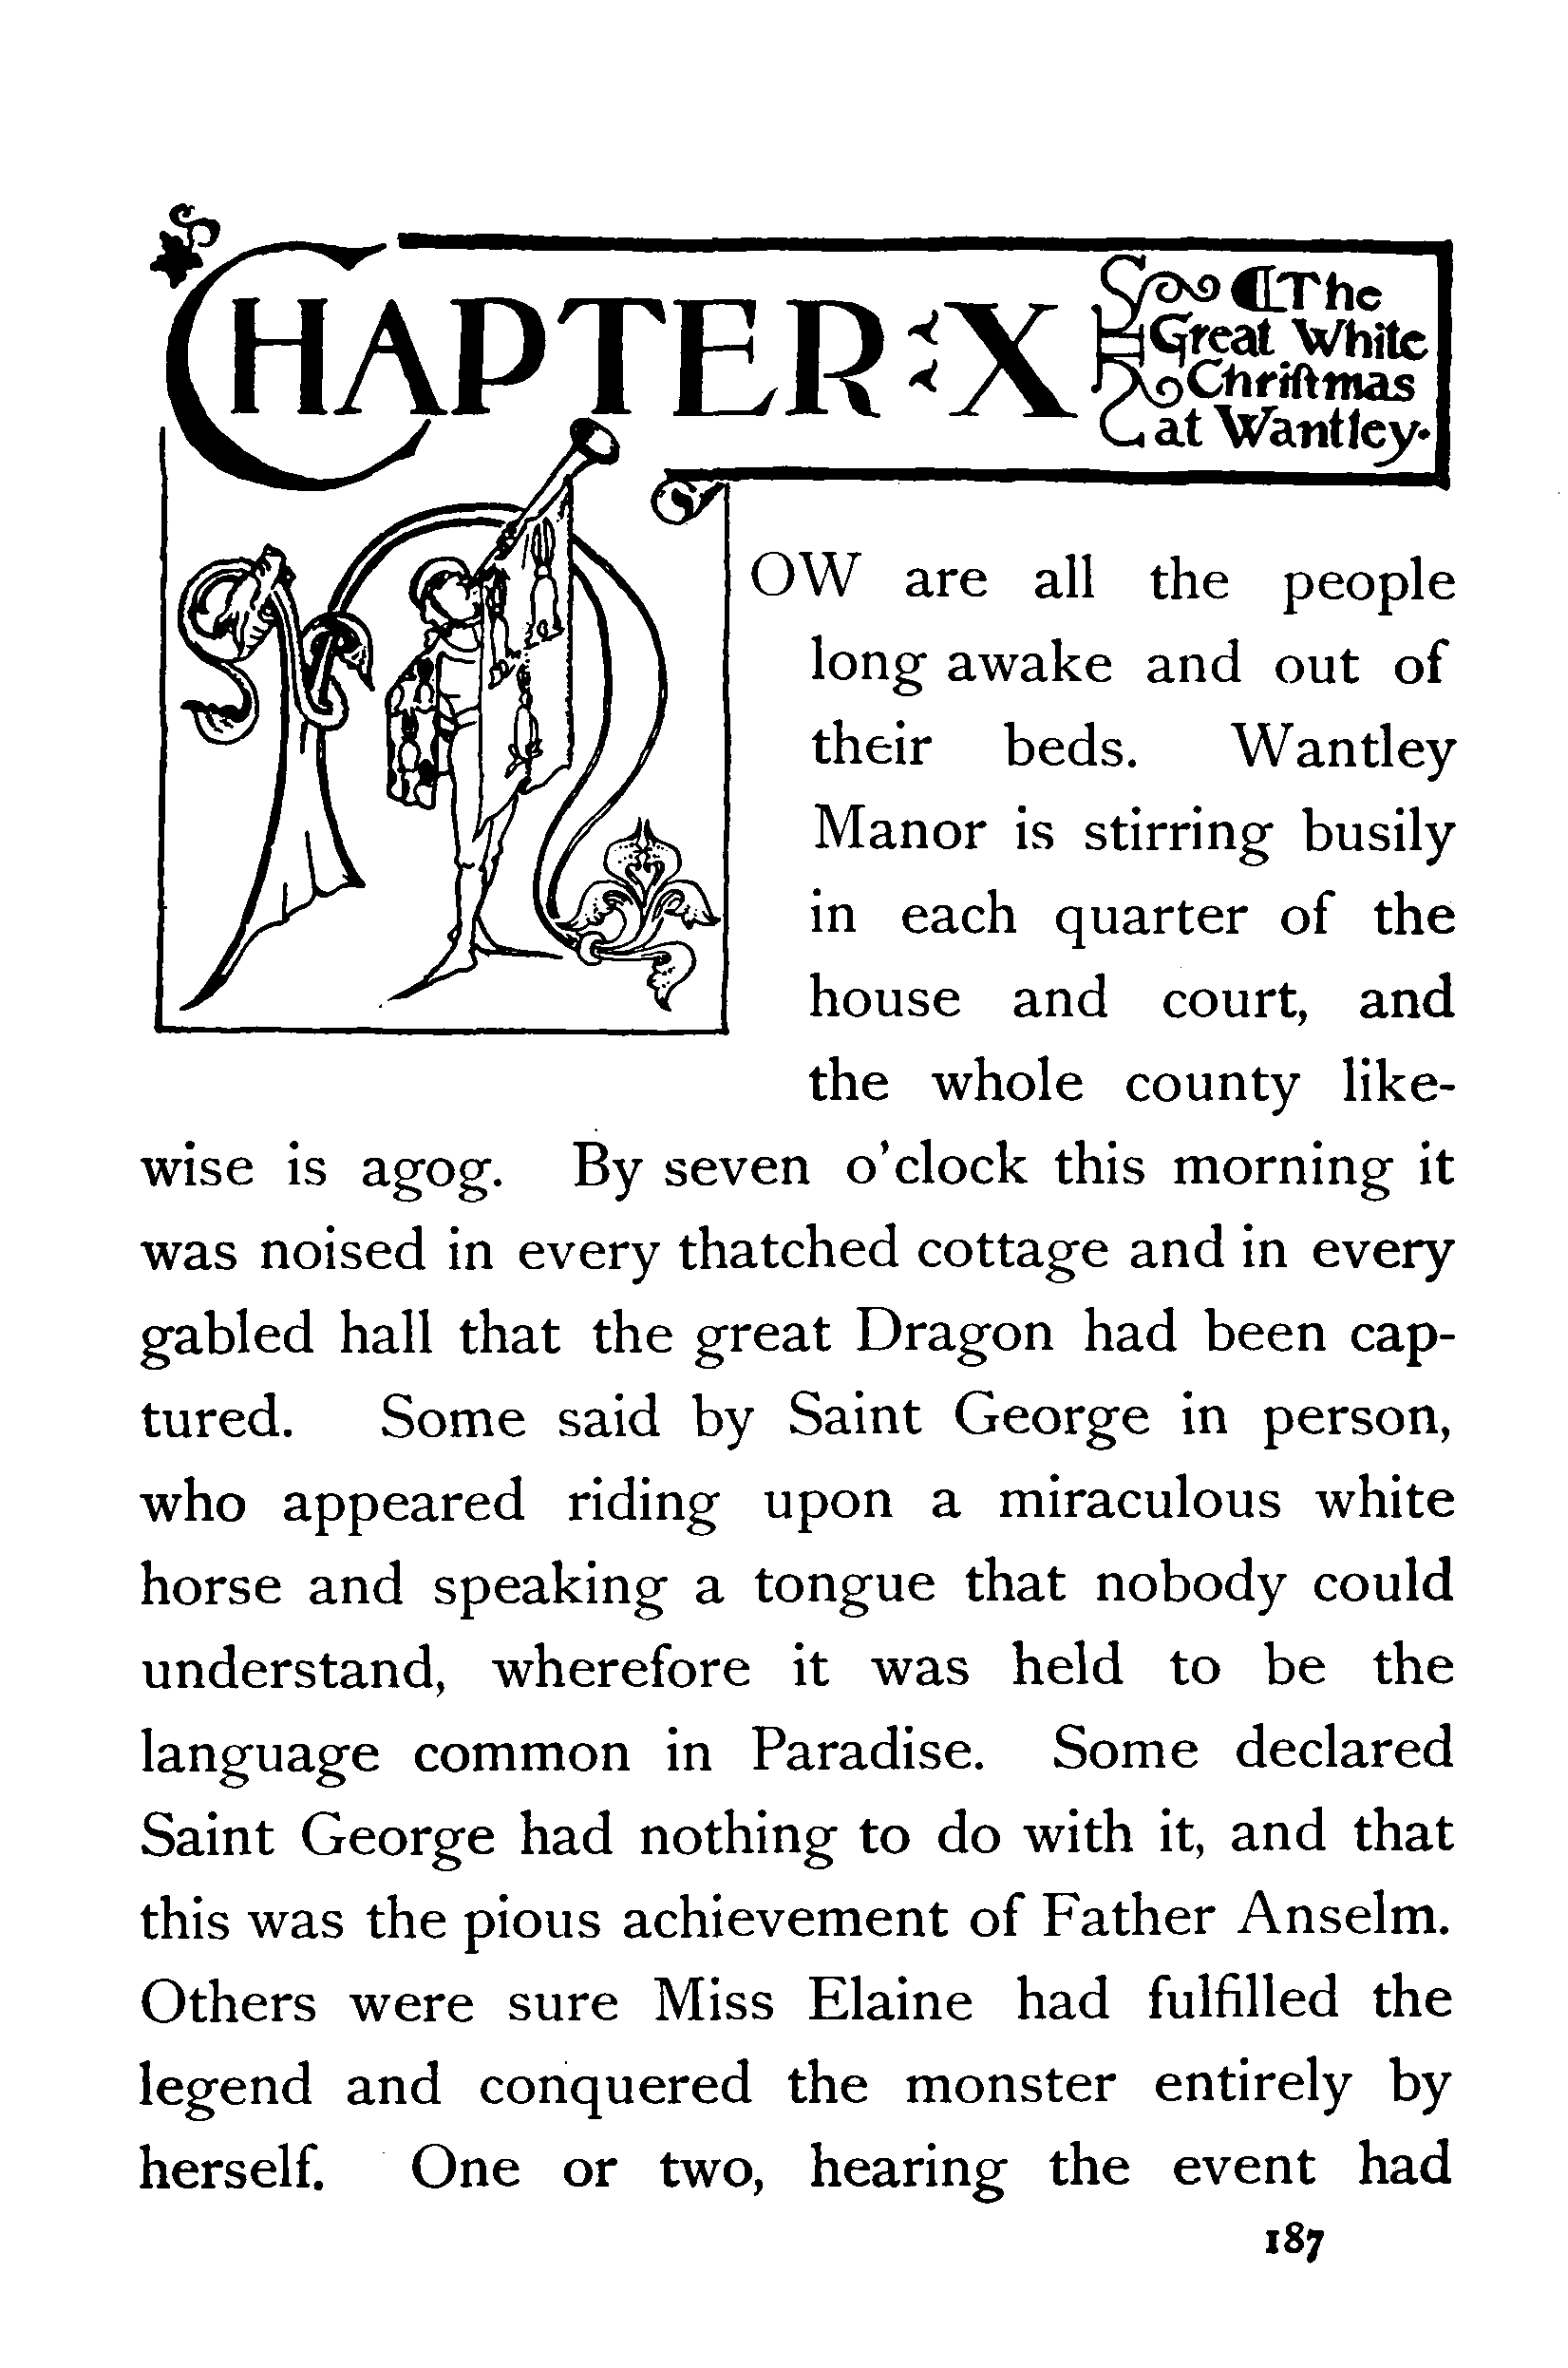 CHAPTER X
The
Great White
Chriſtmas
at Wantley.
NOW are all the people
long awake and out of
their beds. Wantley
Manor is stirring busily
in each quarter of the
house and court, and
the whole county like-
wise is agog. By seven o'clock this morning it
was noised in every thatched cottage and in every
gabled hall that the great Dragon had been cap-
tured. Some said by Saint George in person,
who appeared riding upon a miraculous white
horse and speaking a tongue that nobody could
understand, wherefore it was held to be the
language common in Paradise. Some declared
Saint George had nothing to do with it, and that
this was the pious achievement of Father Anselm.
Others were sure Miss Elaine had fulfilled the
legend and conquered the monster entirely by
herself. One or two, hearing the event had
187